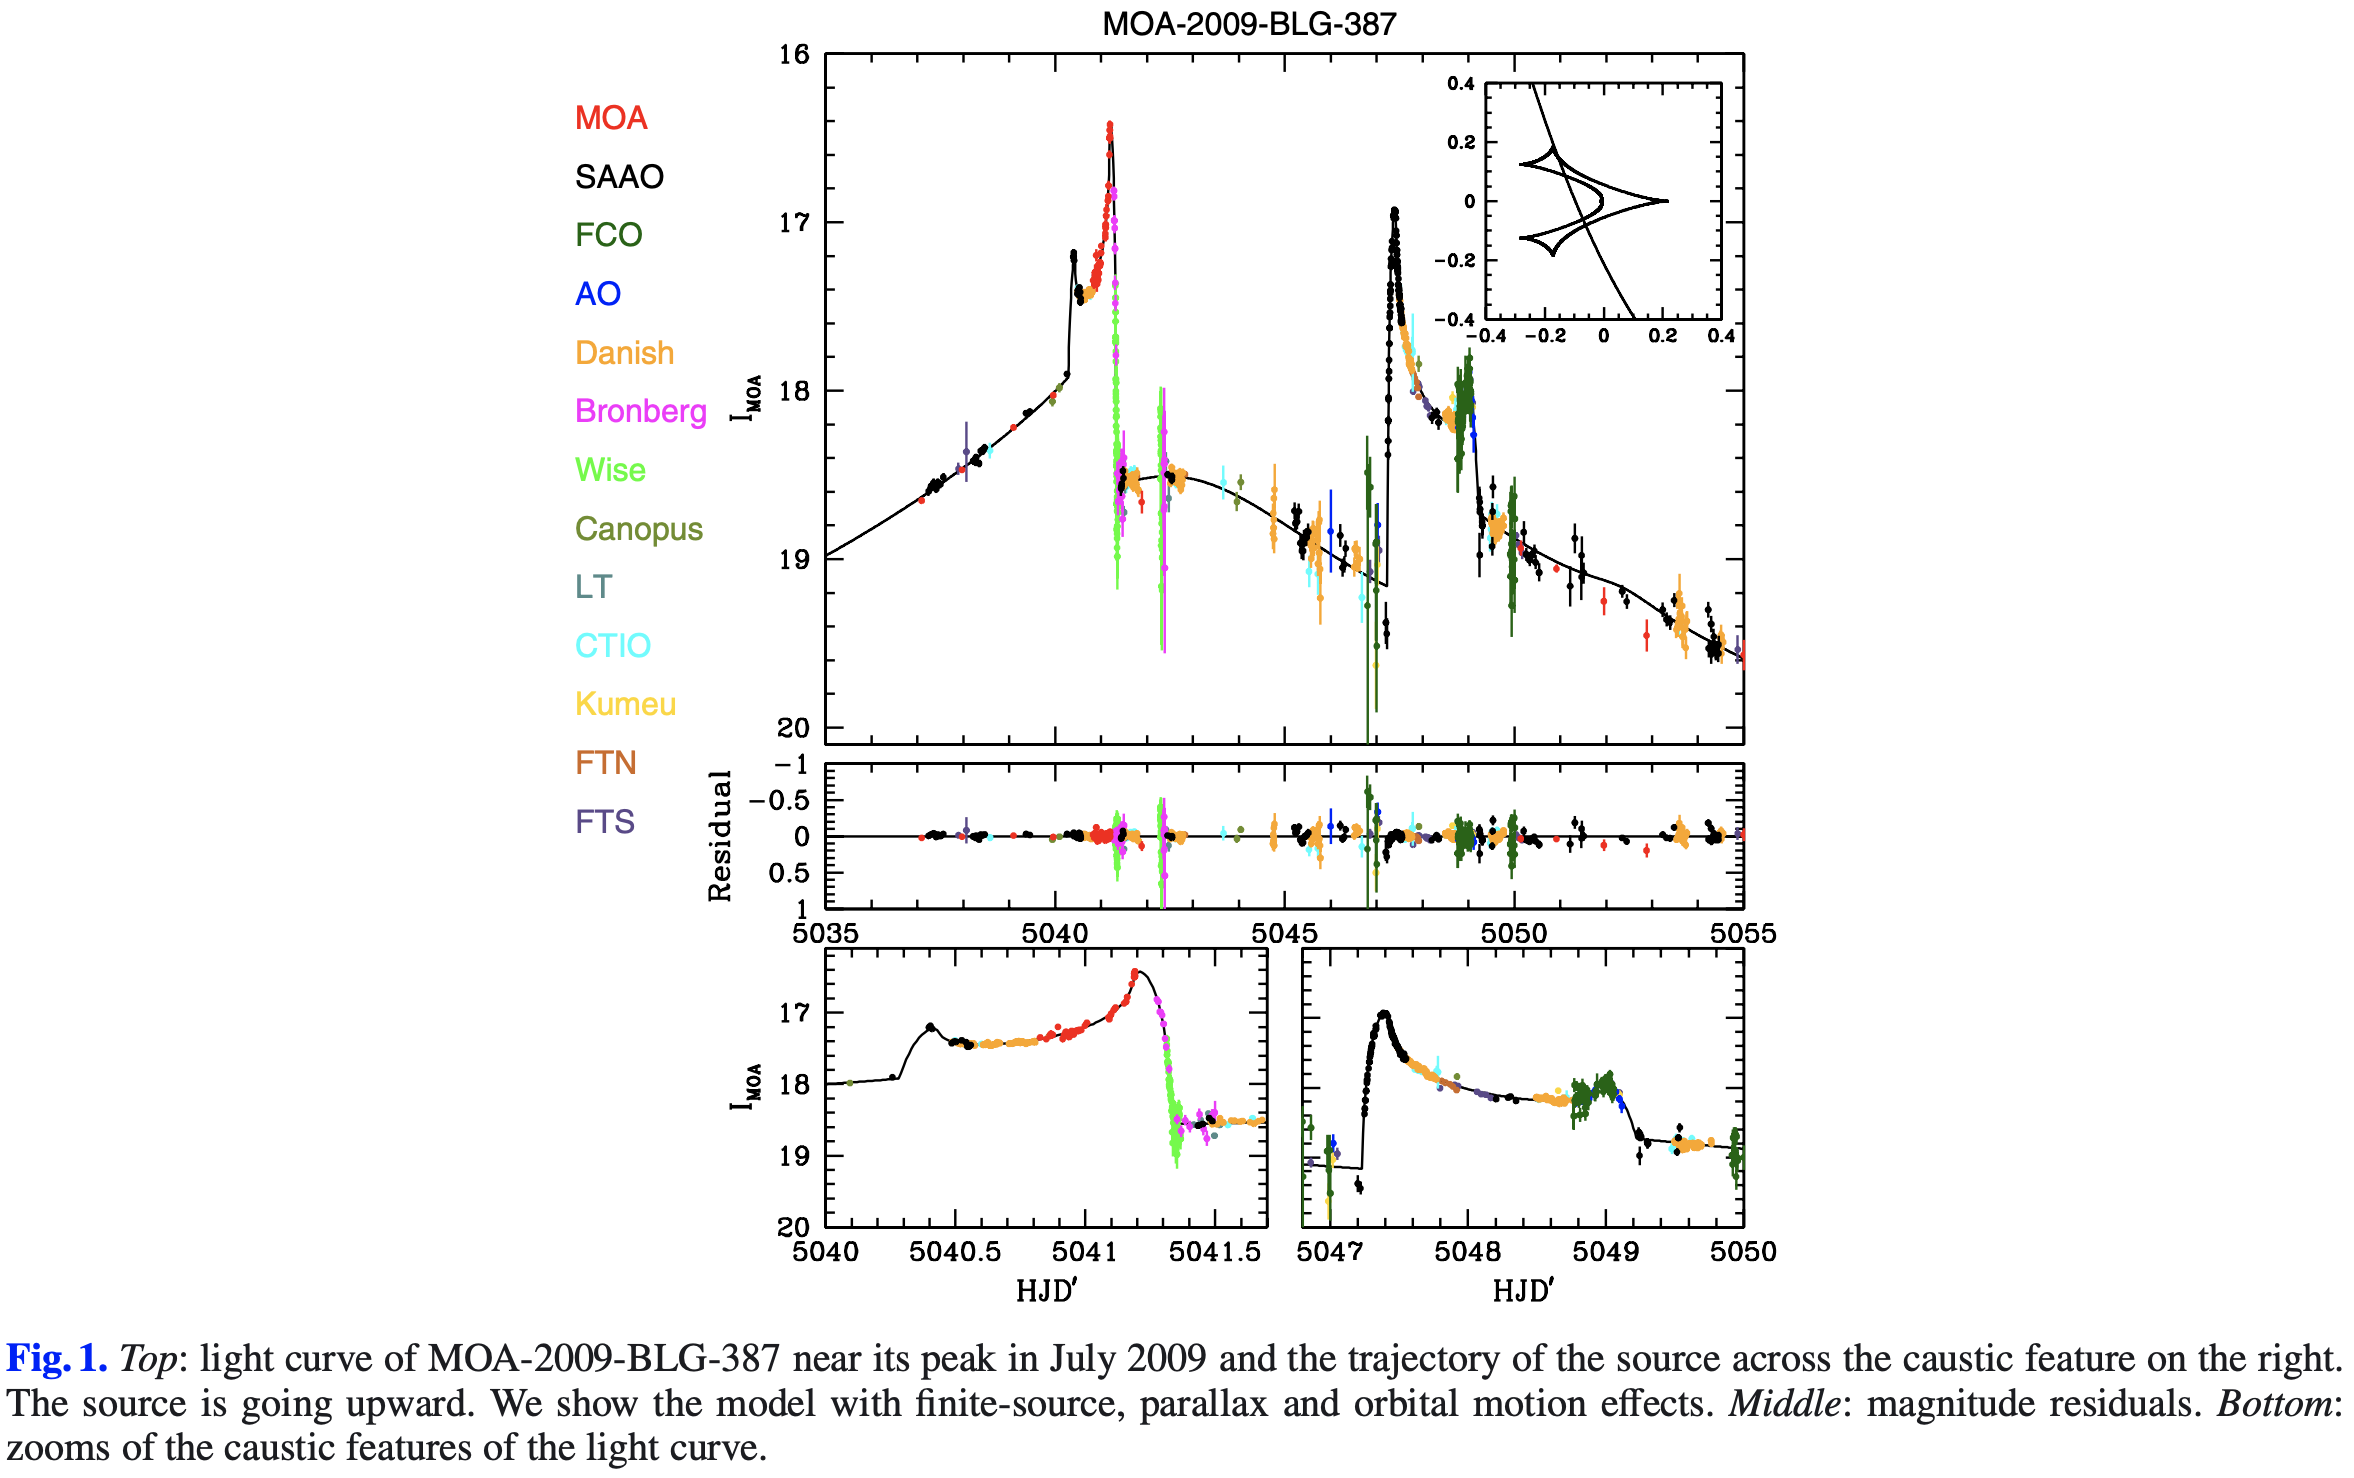 MOA-2009-BLG-387
MOA
SAAO
FCO
AO
Danish
Bronberg
Wise
Canopus
LT
CTIO
Kumeu
FTN
FTS
I_MOA
16
17
18
19
20
0.4
0.2
0
−0.2
−0.4
−0.4 −0.2 0 0.2 0.4
Residual
−1
−0.5
0
0.5
1
5035 5040 5045 5050 5055
I_MOA
17
18
19
20
5040 5040.5 5041 5041.5
HJD′
5047 5048 5049 5050
HJD′
Fig. 1. Top: light curve of MOA-2009-BLG-387 near its peak in July 2009 and the trajectory of the source across the caustic feature on the right.
The source is going upward. We show the model with finite-source, parallax and orbital motion effects. Middle: magnitude residuals. Bottom:
zooms of the caustic features of the light curve.